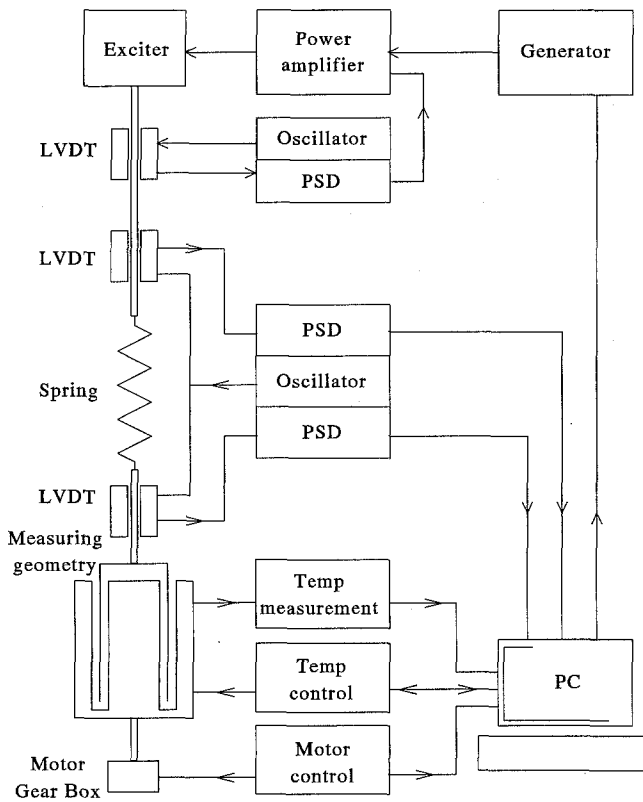 Exciter
Power
amplifier
Generator
LVDT
Oscillator
PSD
LVDT
PSD
Oscillator
PSD
Spring
LVDT
Measuring
geometry
Temp
measurement
Temp
control
PC
Motor
control
Motor
Gear Box